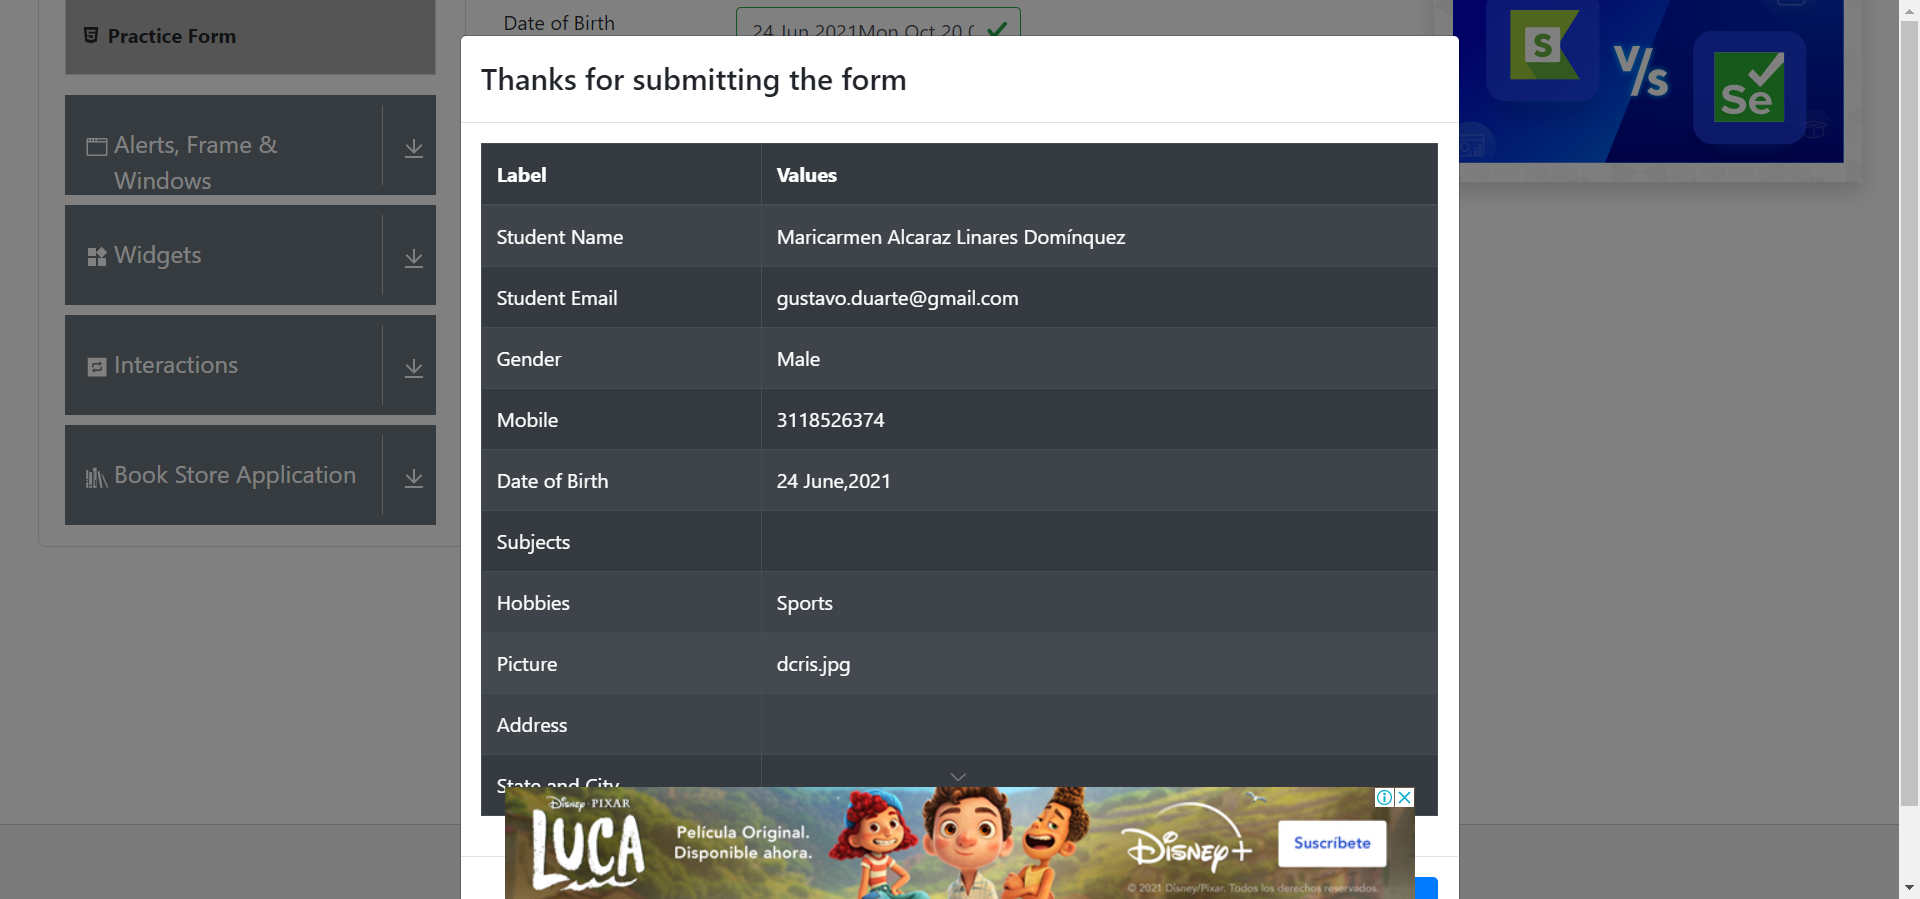 Practice Form
Alerts, Frame &
Windows
Widgets
Interactions
Book Store Application
Date of Birth
24 Jun 2021Mon Oct 20
Thanks for submitting the form
Label Values
Student Name Maricarmen Alcaraz Linares Domínquez
Student Email gustavo.duarte@gmail.com
Gender Male
Mobile 3118526374
Date of Birth 24 June,2021
Subjects
Hobbies Sports
Picture dcris.jpg
Address
State and City
S V/s Se
Disney·PIXAR
LUCA
Película Original.
Disponible ahora.
Disney+
Suscríbete
© 2021 Disney/Pixar. Todos los derechos reservados.